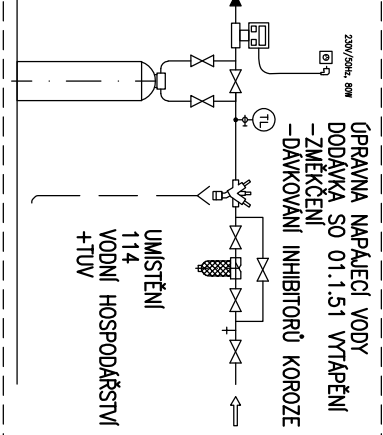 230V/50Hz, 80W
ÚPRAVNA NAPÁJECÍ VODY
DODÁVKA SO 01.1.51 VYTÁPĚNÍ
-ZMĚKČENÍ
-DÁVKOVÁNÍ INHIBITORŮ KOROZE
TL
UMÍSTĚNÍ
114
VODNÍ HOSPODÁŘSTVÍ
+TUV